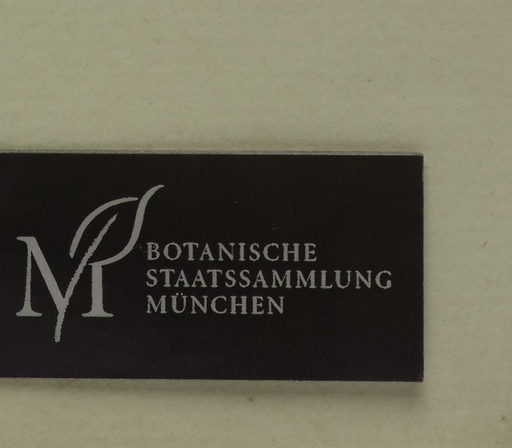 BOTANISCHE
STAATSSAMMLUNG
MÜNCHEN